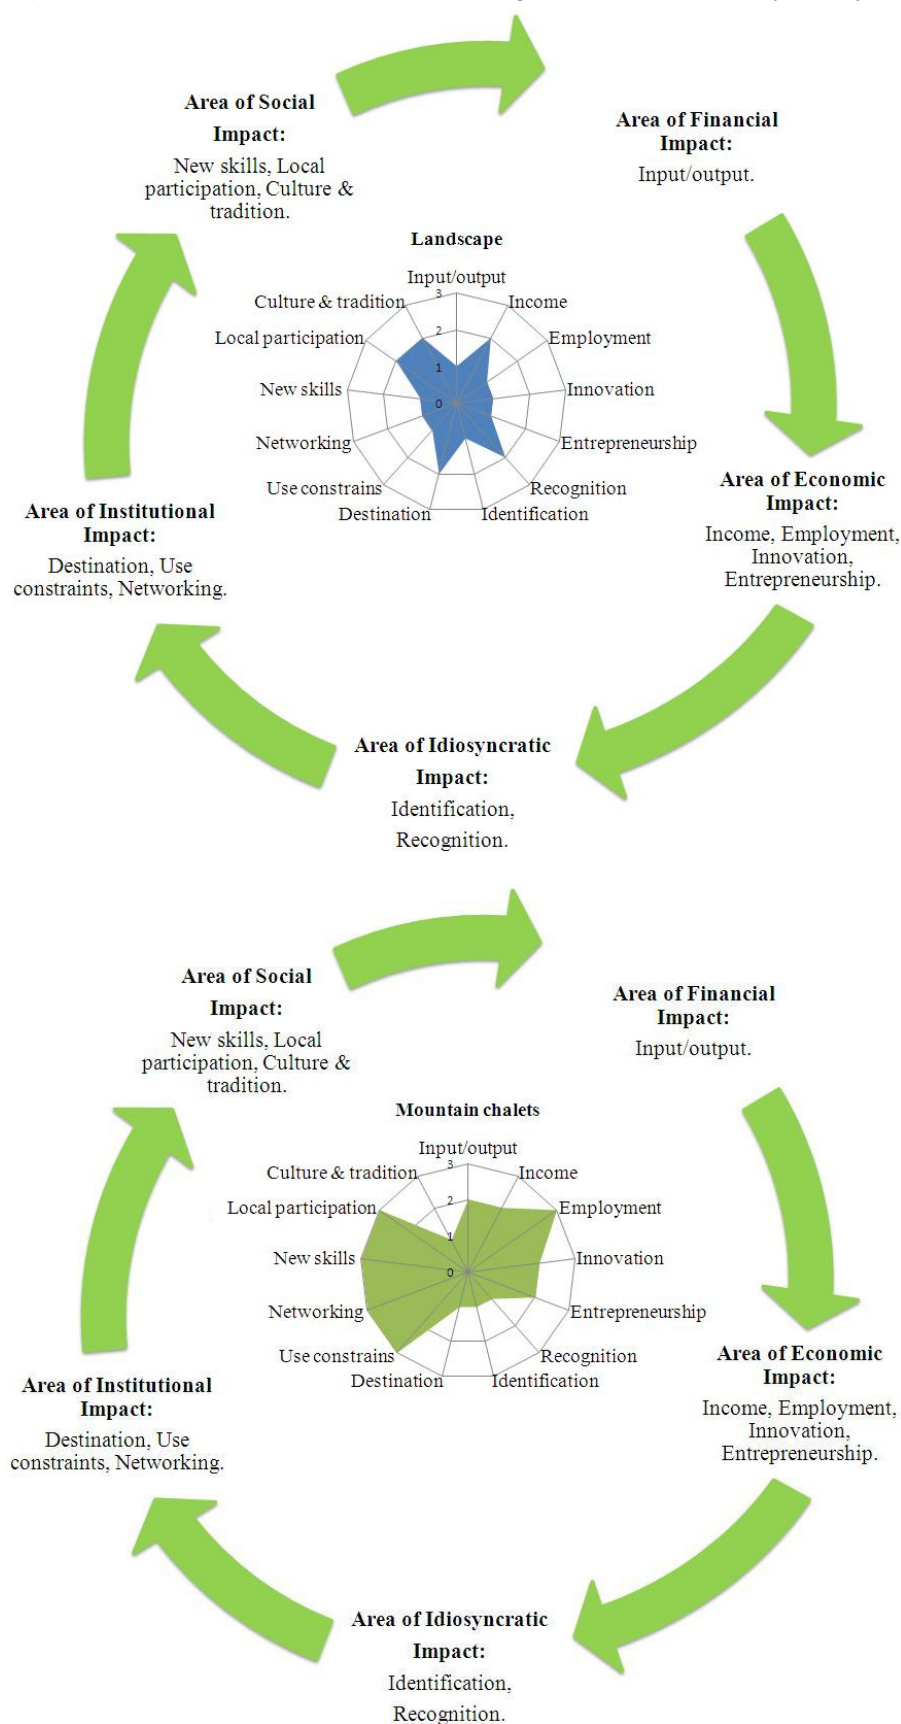 Area of Social
Impact:
New skills, Local
participation, Culture &
tradition.
Area of Financial
Impact:
Input/output.
Landscape
Input/output
Income
Employment
Innovation
Entrepreneurship
Recognition
Identification
Destination
Use constrains
Networking
New skills
Local participation
Culture & tradition
3
2
1
0
Area of Economic
Impact:
Income, Employment,
Innovation,
Entrepreneurship.
Area of Institutional
Impact:
Destination, Use
constraints, Networking.
Area of Idiosyncratic
Impact:
Identification,
Recognition.
Area of Social
Impact:
New skills, Local
participation, Culture &
tradition.
Area of Financial
Impact:
Input/output.
Mountain chalets
Input/output
Income
Employment
Innovation
Entrepreneurship
Recognition
Identification
Destination
Use constrains
Networking
New skills
Local participation
Culture & tradition
3
2
1
0
Area of Economic
Impact:
Income, Employment,
Innovation,
Entrepreneurship.
Area of Institutional
Impact:
Destination, Use
constraints, Networking.
Area of Idiosyncratic
Impact:
Identification,
Recognition.